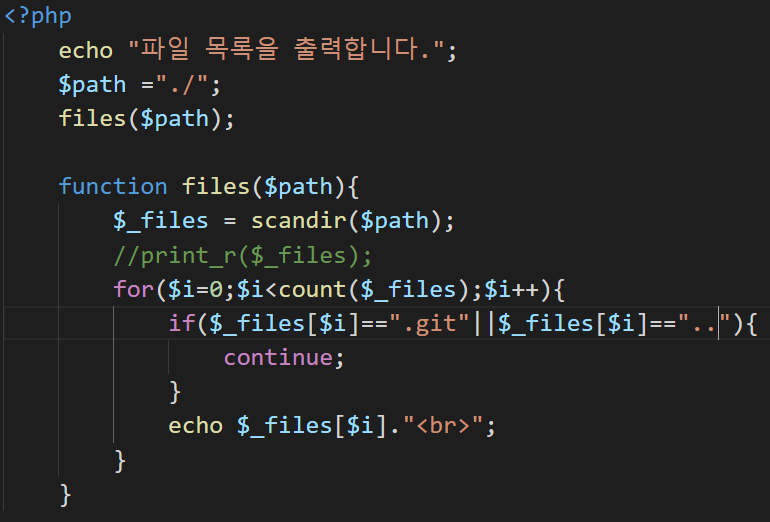 <?php
    echo "파일 목록을 출력합니다.";
    $path ="./";
    files($path);

    function files($path){
        $_files = scandir($path);
        //print_r($_files);
        for($i=0;$i<count($_files);$i++){
            if($_files[$i]==".git"||$_files[$i]==".."){
                continue;
            }
            echo $_files[$i]."<br>";
        }
    }